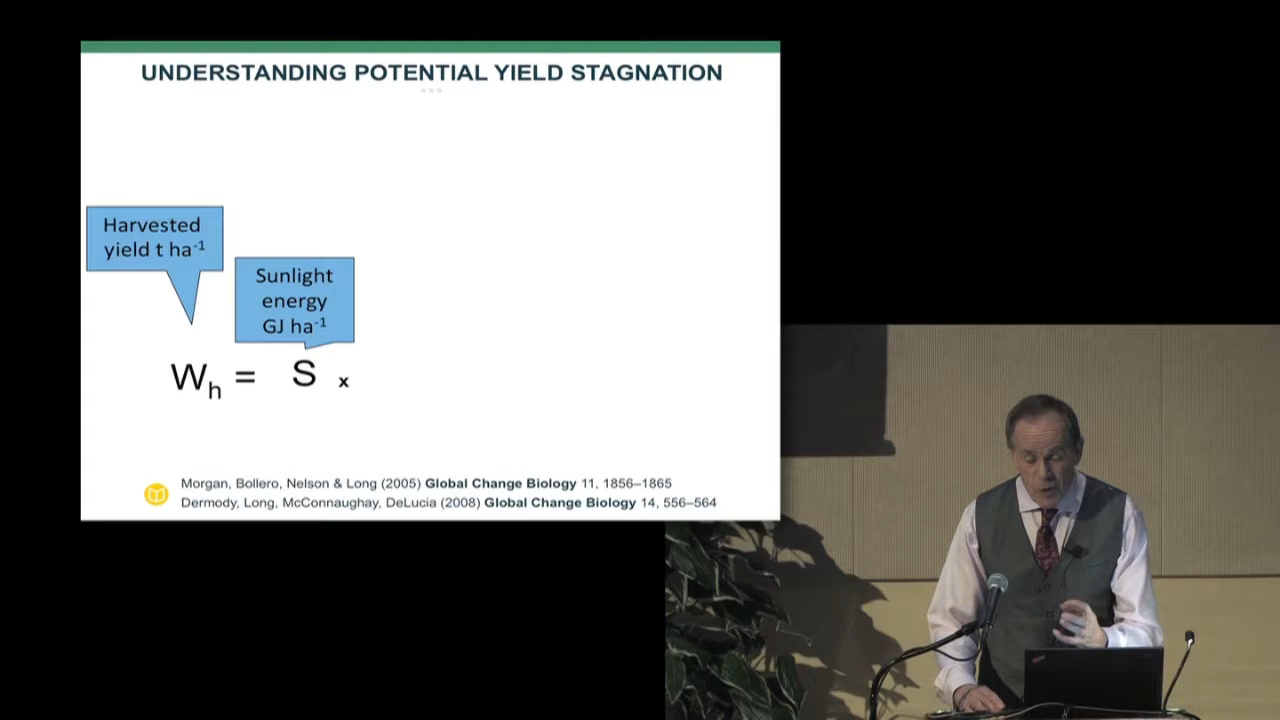 UNDERSTANDING POTENTIAL YIELD STAGNATION
Harvested
yield t ha-1
Sunlight
energy
GJ ha-1
Wh = S x
Morgan, Bollero, Nelson & Long (2005) Global Change Biology 11, 1856–1865
Dermody, Long, McConnaughay, DeLucia (2008) Global Change Biology 14, 556–564